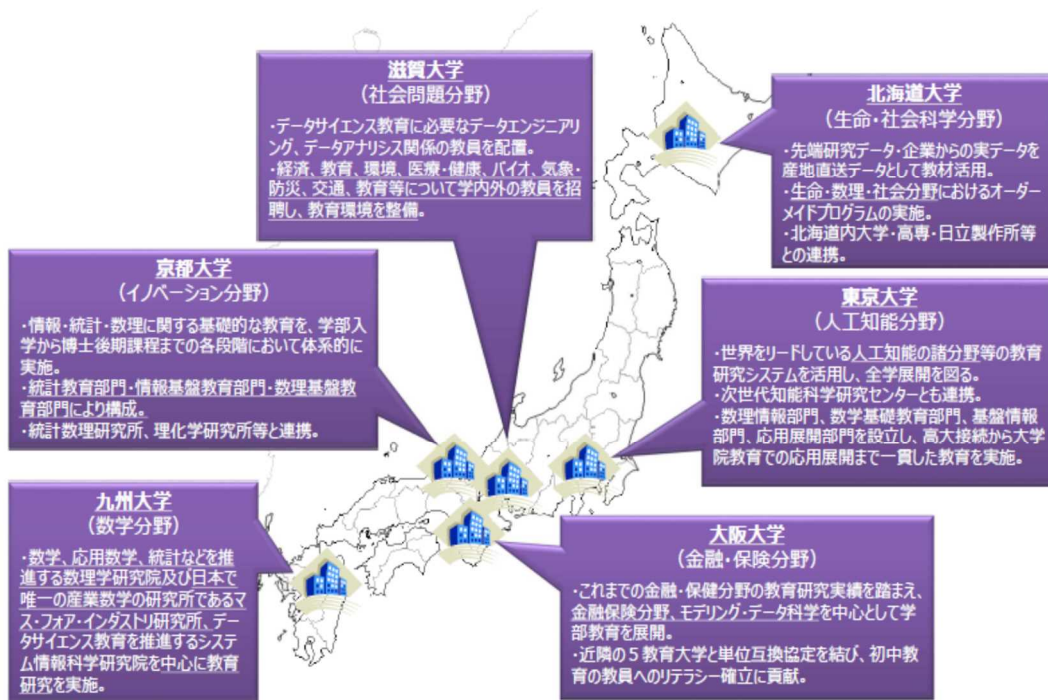 滋賀大学
（社会問題分野）
・データサイエンス教育に必要なデータエンジニアリ
ング、データアナリシス関係の教員を配置。
・経済、教育、環境、医療・健康、バイオ、気象・
防災、交通、教育等について学内外の教員を招
聘し、教育環境を整備。
北海道大学
（生命・社会科学分野）
・先端研究データ・企業からの実データを
産地直送データとして教材活用。
・生命・数理・社会分野におけるオーダー
メイドプログラムの実施。
・北海道内大学・高専・日立製作所等
との連携。
京都大学
（イノベーション分野）
・情報・統計・数理に関する基礎的な教育を、学部入
学から博士後期課程までの各段階において体系的に
実施。
・統計教育部門・情報基盤教育部門・数理基盤教
育部門により構成。
・統計数理研究所、理化学研究所等と連携。
東京大学
（人工知能分野）
・世界をリードしている人工知能の諸分野等の教育
研究システムを活用し、全学展開を図る。
・次世代知能科学研究センターとも連携。
・数理情報部門、数学基礎教育部門、基盤情報
部門、応用展開部門を設立し、高大接続から大学
院教育での応用展開まで一貫した教育を実施。
九州大学
（数学分野）
・数学、応用数学、統計などを推
進する数理学研究院及び日本で
唯一の産業数学の研究所であるマ
ス・フォア・インダストリ研究所、デー
タサイエンス教育を推進するシステ
ム情報科学研究院を中心に教育
研究を実施。
大阪大学
（金融・保険分野）
・これまでの金融・保健分野の教育研究実績を踏まえ、
金融保険分野、モデリング・データ科学を中心として学
部教育を展開。
・近隣の５教育大学と単位互換協定を結び、初中教
育の教員へのリテラシー確立に貢献。